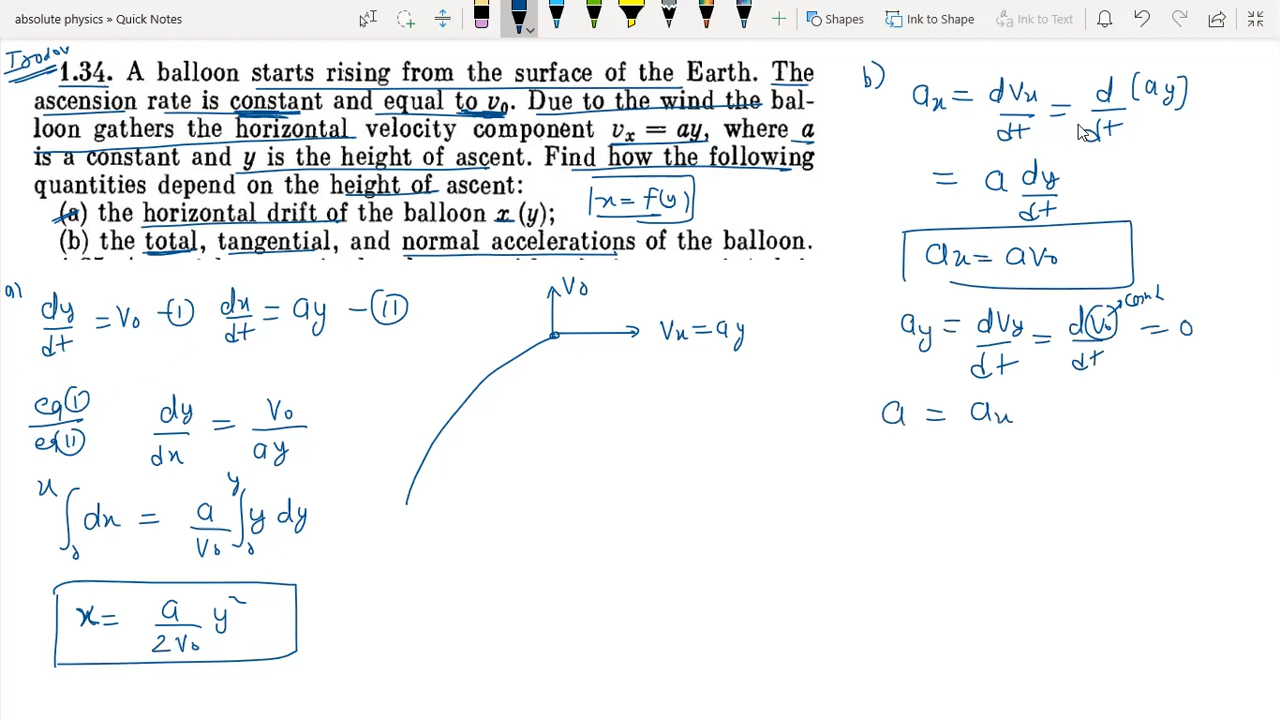 absolute physics » Quick Notes
Shapes
Ink to Shape
Ink to Text
Irodov
1.34. A balloon starts rising from the surface of the Earth. The
ascension rate is constant and equal to v₀. Due to the wind the bal-
loon gathers the horizontal velocity component vₓ = ay, where a
is a constant and y is the height of ascent. Find how the following
quantities depend on the height of ascent:
(a) the horizontal drift of the balloon x (y);
x = f(y)
(b) the total, tangential, and normal accelerations of the balloon.
a)
dy/dt = v₀ –(I) dx/dt = ay –(II)
eq(I)/eq(II) dy/dx = v₀/ay
∫₀ˣ dx = a/v₀ ∫₀ʸ y dy
x = a/2v₀ y²
v₀
vₓ = ay
b)
aₓ = dvₓ/dt = d/dt [ay]
= a dy/dt
aₓ = av₀
a_y = dv_y/dt = d(v₀)/dt = 0
const
a = aₓ